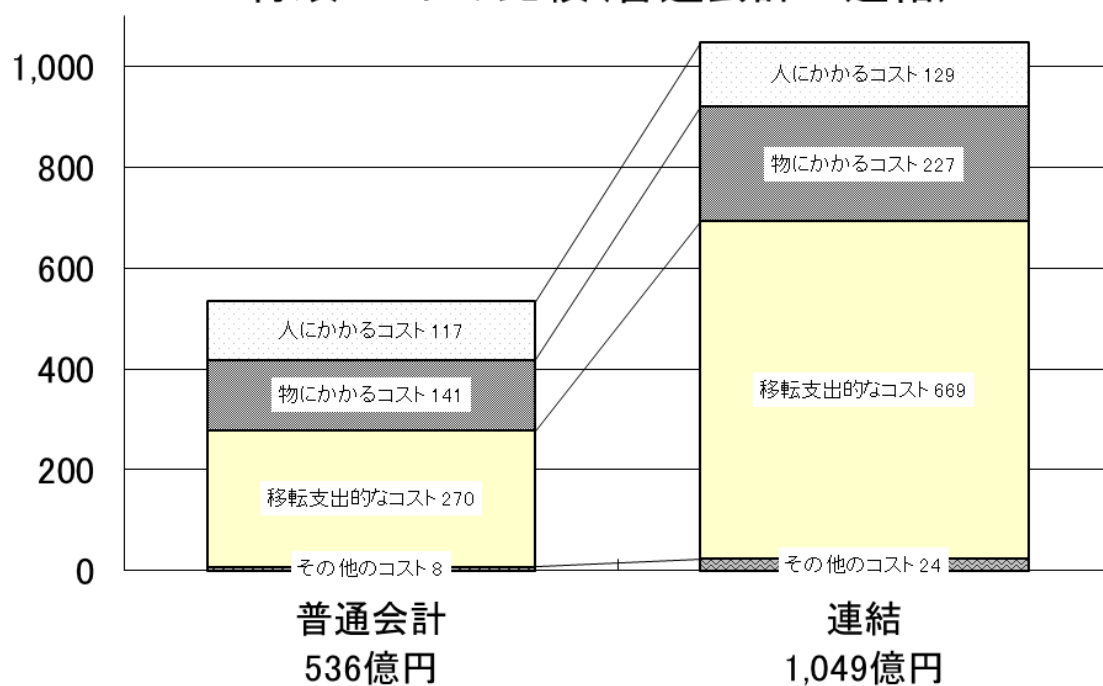 1,000
人にかかるコスト 129
800
物にかかるコスト 227
600
人にかかるコスト 117
400
物にかかるコスト 141
移転支出的なコスト 669
200
移転支出的なコスト 270
0
その他のコスト 8
その他のコスト 24
普通会計
536億円
連結
1,049億円